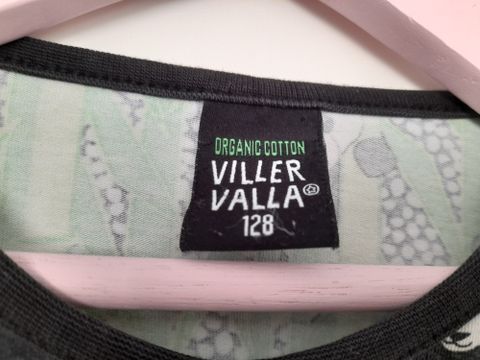 ORGANIC COTTON
VILLER
VALLA
128